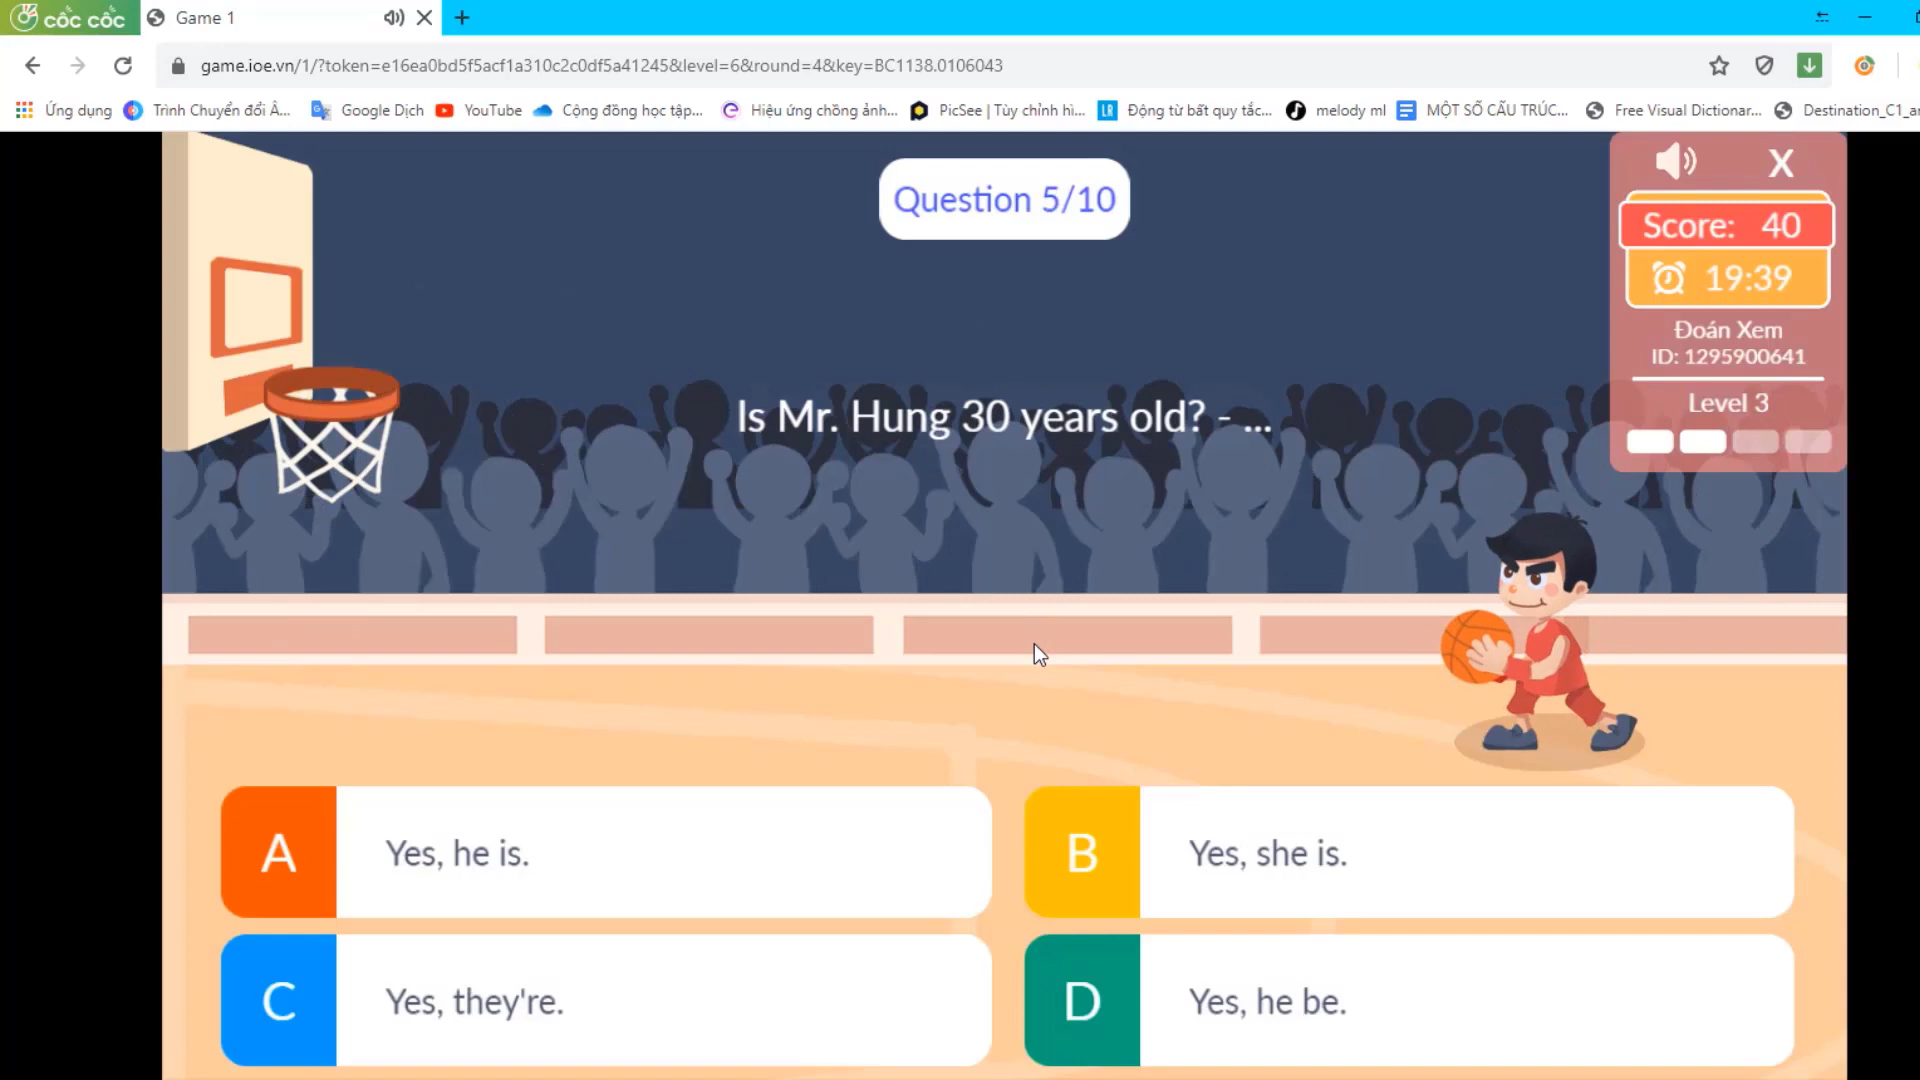 cốc cốc
Game 1
game.ioe.vn/1/?token=e16ea0bd5f5acf1a310c2c0df5a41245&level=6&round=4&key=BC1138.0106043
Ứng dụng
Trình Chuyển đổi Â...
Google Dịch
YouTube
Cộng đồng học tập...
Hiệu ứng chồng ảnh...
PicSee | Tùy chỉnh hì...
LR
Động từ bất quy tắc...
melody ml
MỘT SỐ CẤU TRÚC...
Free Visual Dictionar...
Destination_C1_a
Question 5/10
X
Score: 40
19:39
Đoán Xem
ID: 1295900641
Level 3
Is Mr. Hung 30 years old? - ...
A Yes, he is.
B Yes, she is.
C Yes, they're.
D Yes, he be.